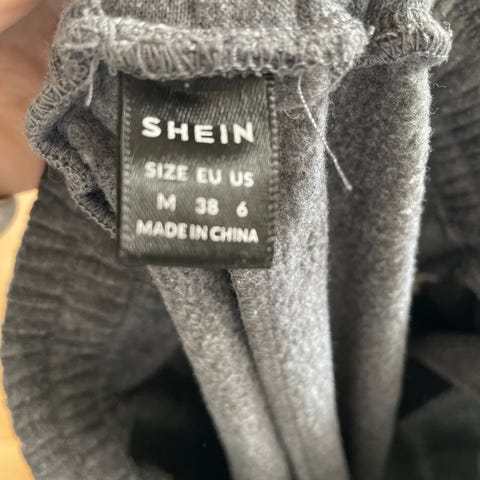 SHEIN
SIZE EU US
M 38 6
MADE IN CHINA